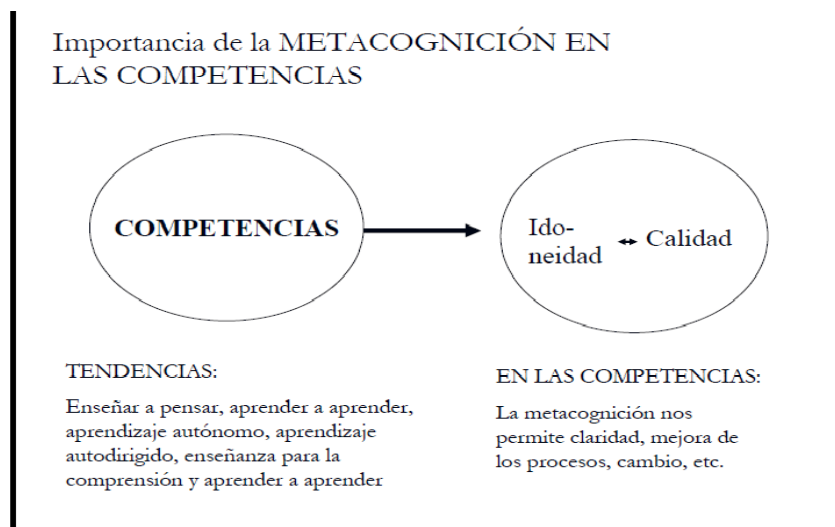 Importancia de la METACOGNICIÓN EN
LAS COMPETENCIAS
COMPETENCIAS
Ido-
neidad
Calidad
TENDENCIAS:
Enseñar a pensar, aprender a aprender,
aprendizaje autónomo, aprendizaje
autodirigido, enseñanza para la
comprensión y aprender a aprender
EN LAS COMPETENCIAS:
La metacognición nos
permite claridad, mejora de
los procesos, cambio, etc.